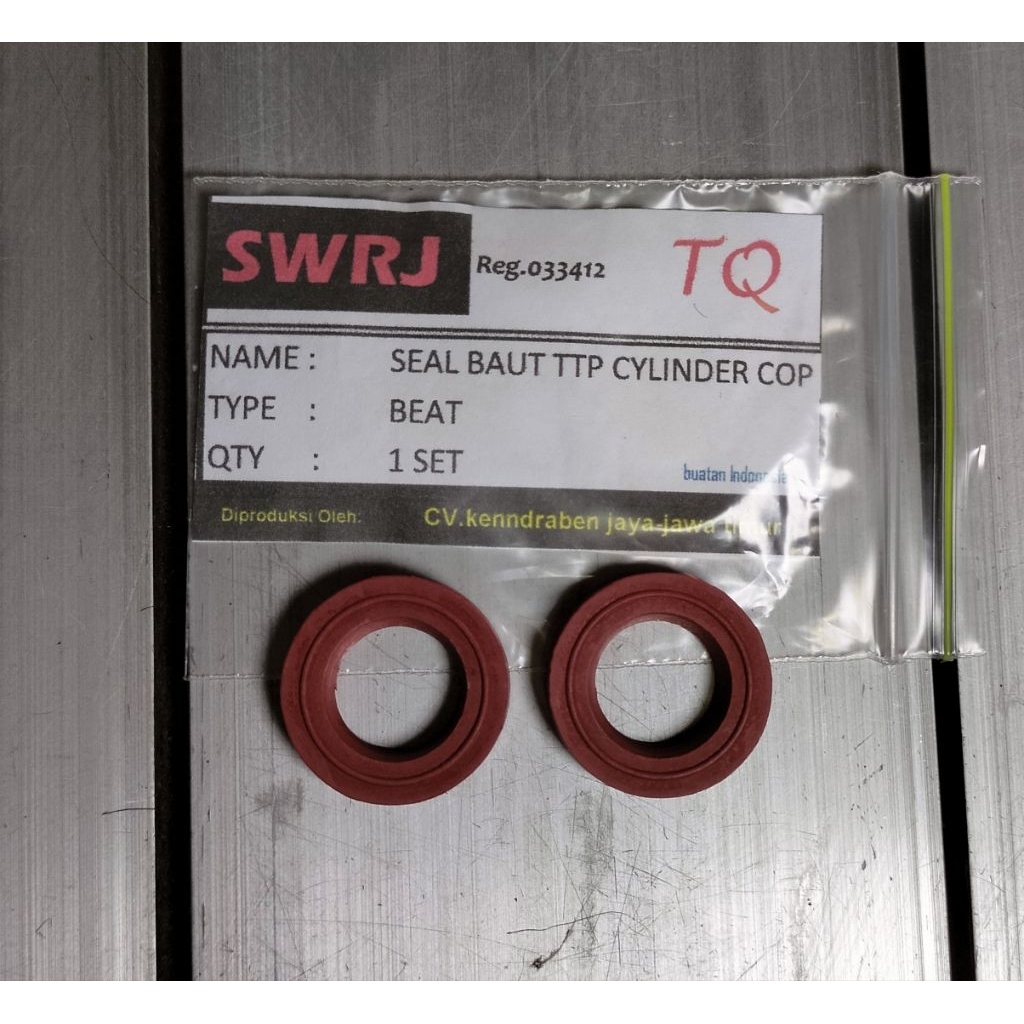 SWRJ Reg.033412 TQ
NAME : SEAL BAUT TTP CYLINDER COP
TYPE : BEAT
QTY : 1 SET
buatan Indonesia
Diproduksi Oleh: CV.kenndraben jaya-jawa timur